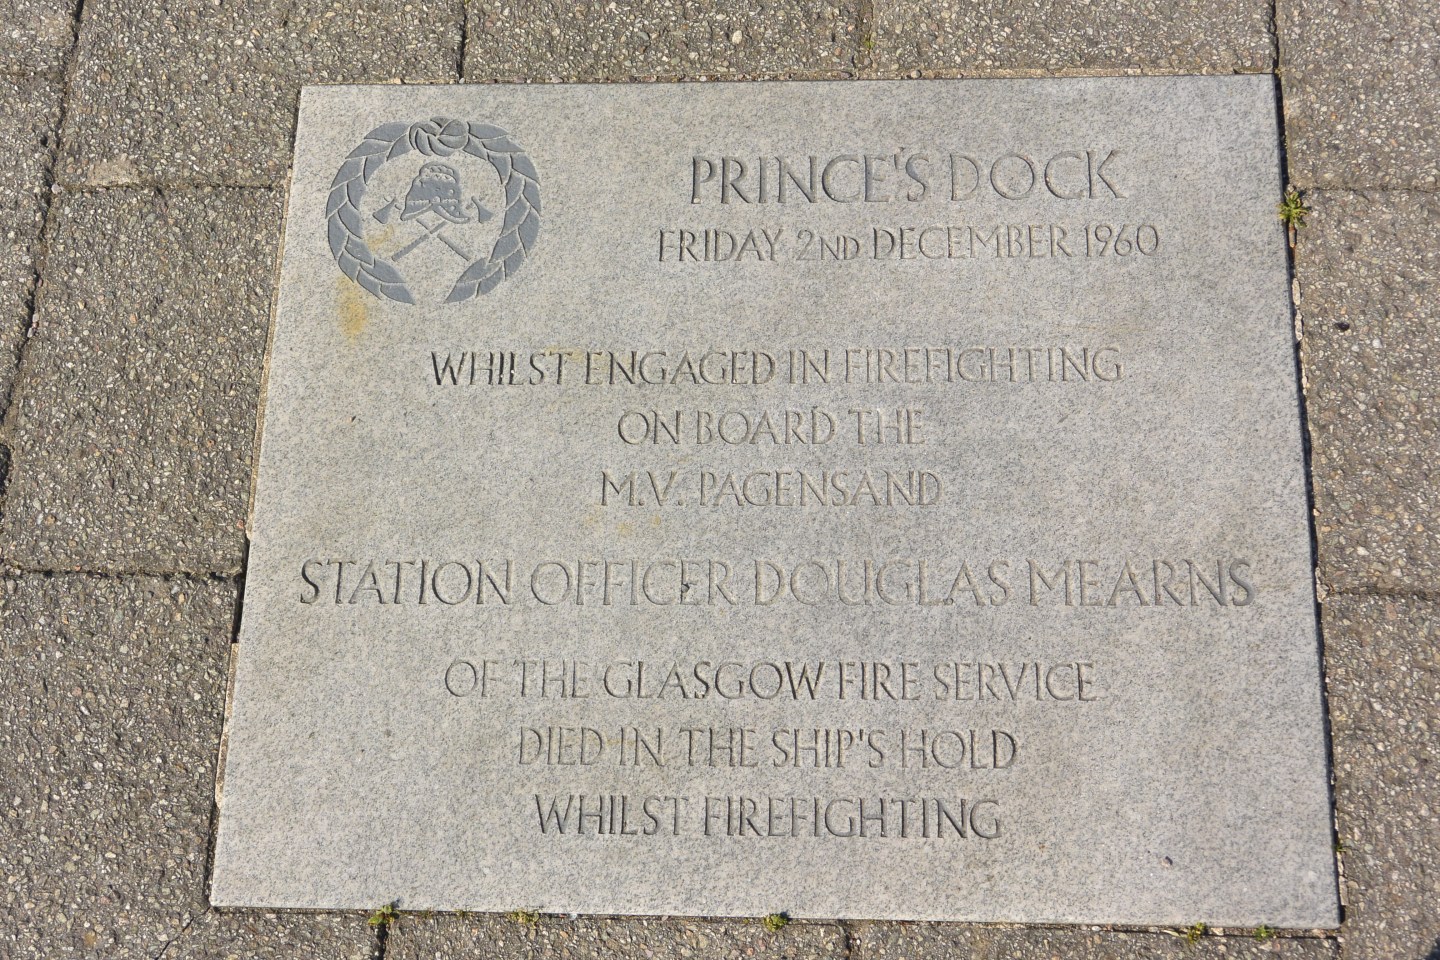 PRINCE'S DOCK
FRIDAY 2ND DECEMBER 1960
WHILST ENGAGED IN FIREFIGHTING
ON BOARD THE
M.V. PAGENSAND
STATION OFFICER DOUGLAS MEARNS
OF THE GLASGOW FIRE SERVICE
DIED IN THE SHIP'S HOLD
WHILST FIREFIGHTING